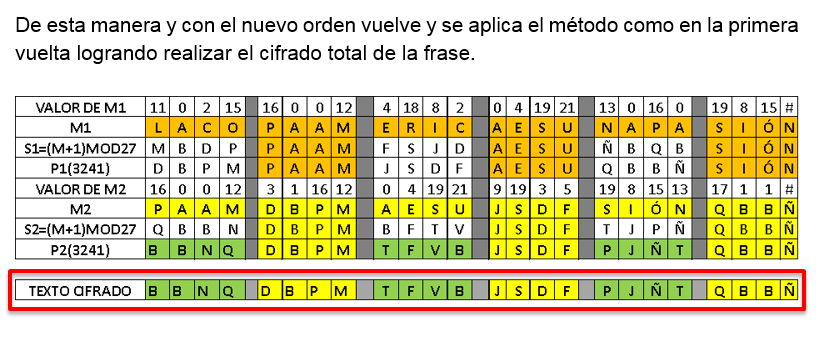 De esta manera y con el nuevo orden vuelve y se aplica el método como en la primera
vuelta logrando realizar el cifrado total de la frase.
VALOR DE M1 11 0 2 15 16 0 0 12 4 18 8 2 0 4 19 21 13 0 16 0 19 8 15 #
M1 L A C O P A A M E R I C A E S U N A P A S I Ó N
S1=(M+1)MOD27 M B D P P A A M F S J D A E S U Ñ B Q B S I Ó N
P1(3241) D B P M P A A M J S D F A E S U Q B B Ñ S I Ó N
VALOR DE M2 16 0 0 12 3 1 16 12 0 4 19 21 9 19 3 5 19 8 15 13 17 1 1 #
M2 P A A M D B P M A E S U J S D F S I Ó N Q B B Ñ
S2=(M+1)MOD27 Q B B N D B P M B F T V J S D F T J P Ñ Q B B Ñ
P2(3241) B B N Q D B P M T F V B J S D F P J Ñ T Q B B Ñ
TEXTO CIFRADO B B N Q D B P M T F V B J S D F P J Ñ T Q B B Ñ